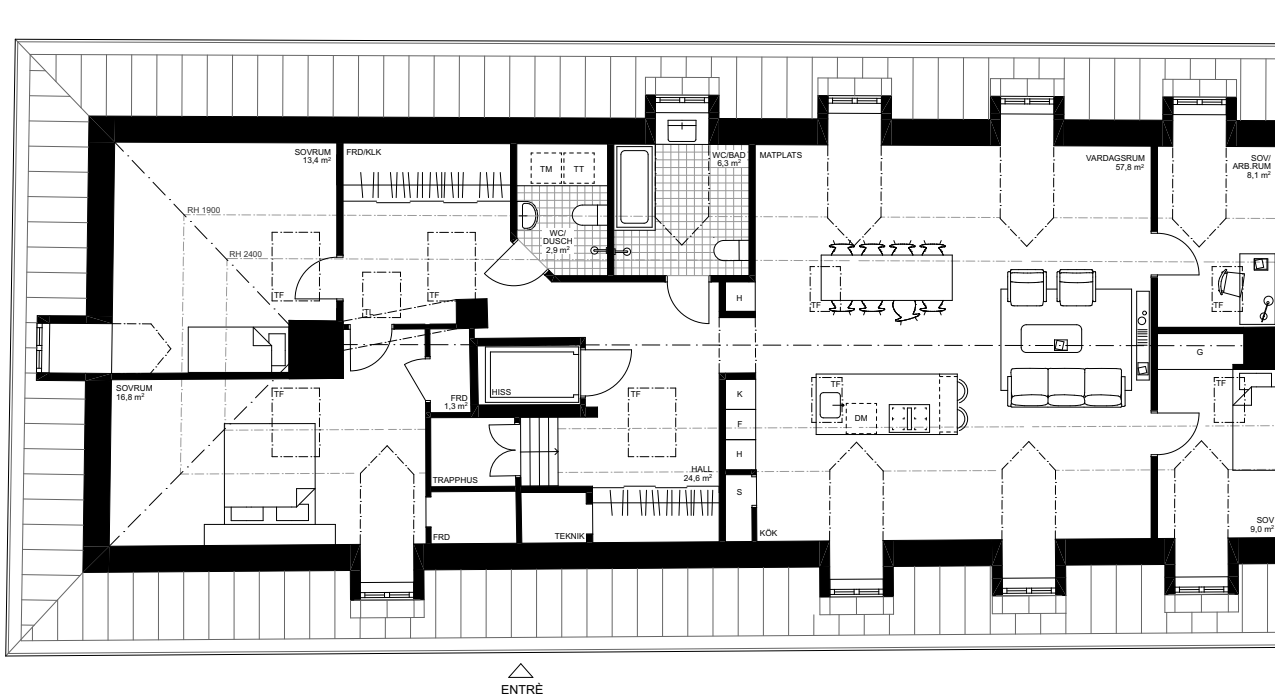 SOVRUM
13,4 m²
FRD/KLK
TM
TT
WC/
DUSCH
2,9 m²
WC/BAD
6,3 m²
MATPLATS
VARDAGSRUM
57,8 m²
SOV/
ARB.RUM
8,1 m²
RH 1900
RH 2400
TF
TL
TF
TF
TF
H
G
SOVRUM
16,8 m²
TF
HISS
FRD
1,3 m²
TF
K
F
H
S
TF
DM
TF
TRAPPHUS
HALL
24,6 m²
FRD
TEKNIK
KÖK
SOV
9,0 m²
ENTRÈ